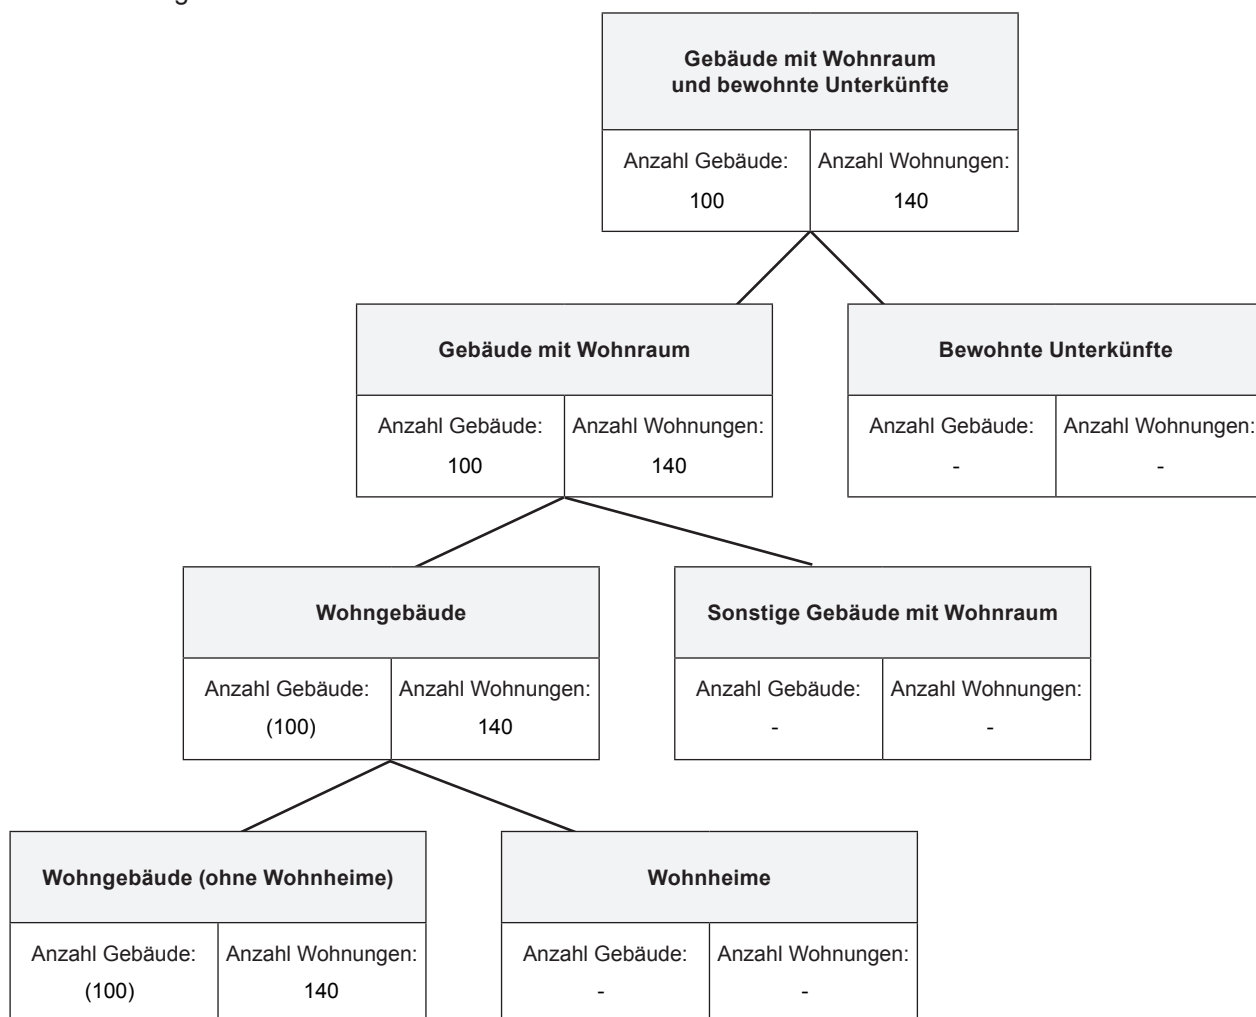 Gebäude mit Wohnraum
und bewohnte Unterkünfte
Anzahl Gebäude: Anzahl Wohnungen:
100 140
Gebäude mit Wohnraum
Anzahl Gebäude: Anzahl Wohnungen:
100 140
Bewohnte Unterkünfte
Anzahl Gebäude: Anzahl Wohnungen:
- -
Wohngebäude
Anzahl Gebäude: Anzahl Wohnungen:
(100) 140
Sonstige Gebäude mit Wohnraum
Anzahl Gebäude: Anzahl Wohnungen:
- -
Wohngebäude (ohne Wohnheime)
Anzahl Gebäude: Anzahl Wohnungen:
(100) 140
Wohnheime
Anzahl Gebäude: Anzahl Wohnungen:
- -